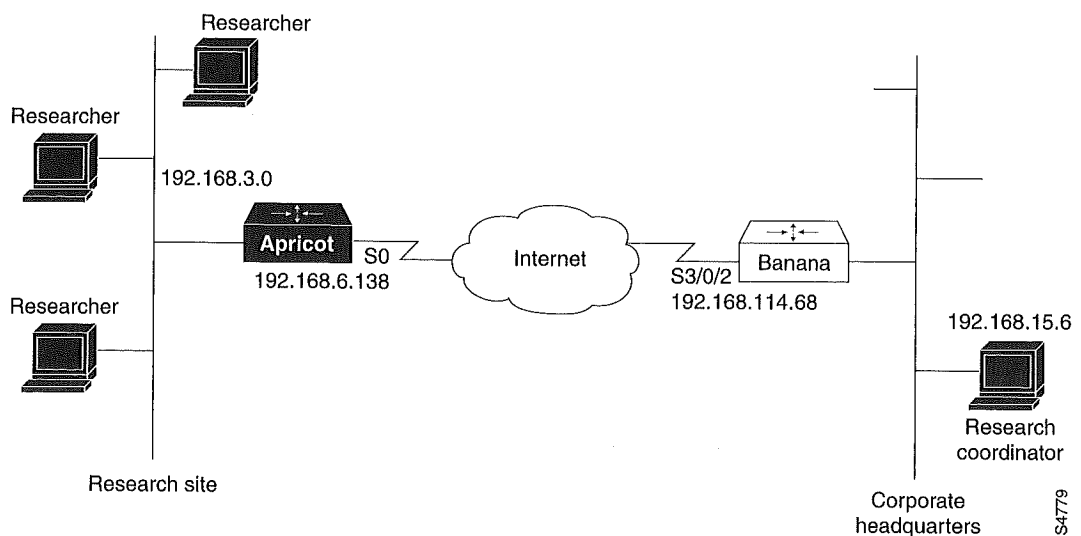 Researcher
Researcher
192.168.3.0
Apricot
S0
192.168.6.138
Researcher
Research site
Internet
Banana
S3/0/2
192.168.114.68
192.168.15.6
Research
coordinator
Corporate
headquarters
S4779